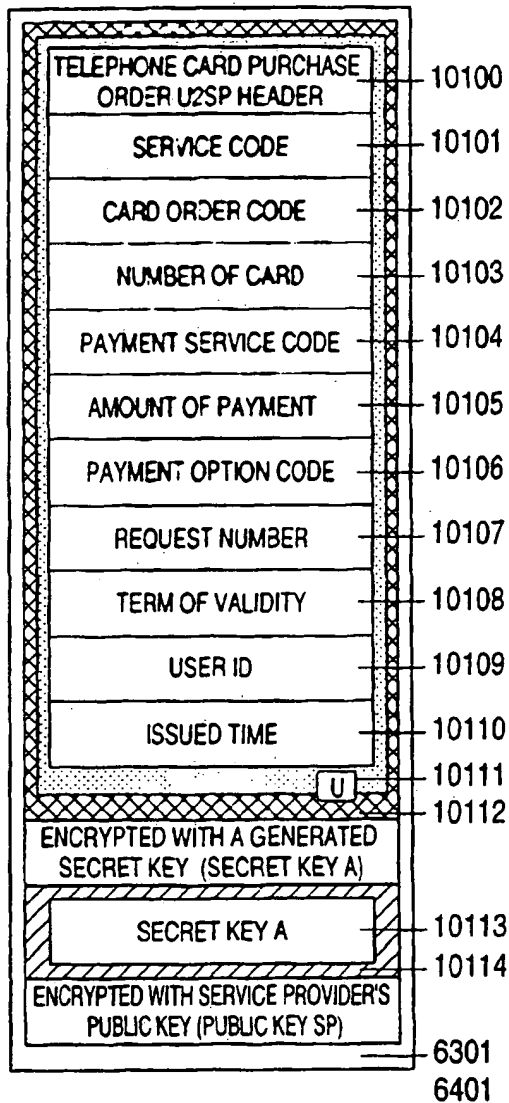 TELEPHONE CARD PURCHASE
ORDER U2SP HEADER
10100
SERVICE CODE
10101
CARD ORDER CODE
10102
NUMBER OF CARD
10103
PAYMENT SERVICE CODE
10104
AMOUNT OF PAYMENT
10105
PAYMENT OPTION CODE
10106
REQUEST NUMBER
10107
TERM OF VALIDITY
10108
USER ID
10109
ISSUED TIME
10110
U
10111
10112
ENCRYPTED WITH A GENERATED
SECRET KEY (SECRET KEY A)
SECRET KEY A
10113
10114
ENCRYPTED WITH SERVICE PROVIDER'S
PUBLIC KEY (PUBLIC KEY SP)
6301
6401